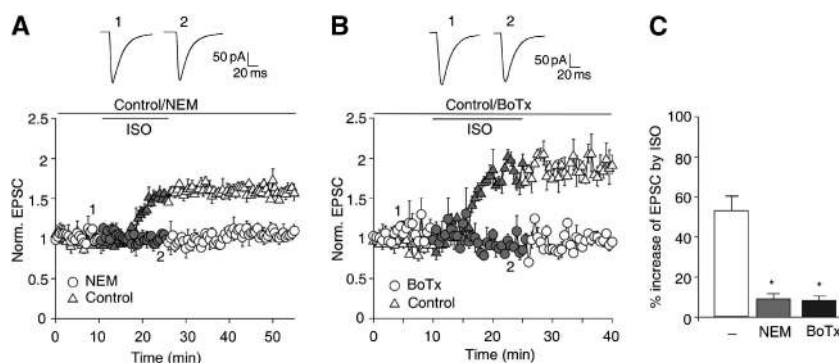 A
1 2
50 pA
20 ms
Control/NEM
ISO
2.5
2
1.5
1
0.5
0
Norm. EPSC
1
2
NEM
Control
0 10 20 30 40 50
Time (min)
B
1 2
50 pA
20 ms
Control/BoTx
ISO
2.5
2
1.5
1
0.5
0
Norm. EPSC
1
2
BoTx
Control
0 10 20 30 40
Time (min)
C
% increase of EPSC by ISO
100
80
60
40
20
0
* *
– NEM BoTx